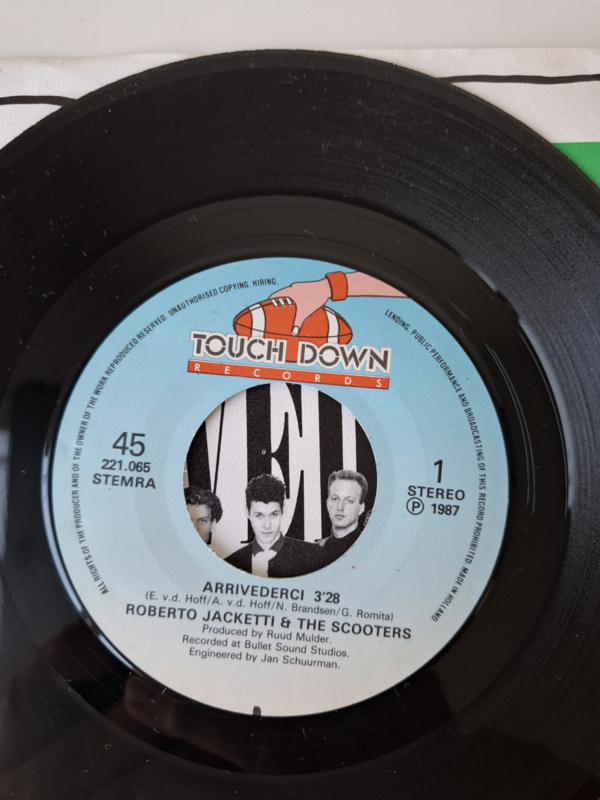 ALL RIGHTS OF THE PRODUCER AND OF THE OWNER OF THE WORK REPRODUCED RESERVED. UNAUTHORISED COPYING. HIRING.
LENDING. PUBLIC PERFORMANCE AND BROADCASTING OF THIS RECORD PROHIBITED. MADE IN HOLLAND
TOUCH DOWN
RECORDS
45
221.065
STEMRA
1
STEREO
Ⓟ 1987
ARRIVEDERCI 3'28
(E. v.d. Hoff/A. v.d. Hoff/N. Brandsen/G. Romita)
ROBERTO JACKETTI & THE SCOOTERS
Produced by Ruud Mulder.
Recorded at Bullet Sound Studios.
Engineered by Jan Schuurman.